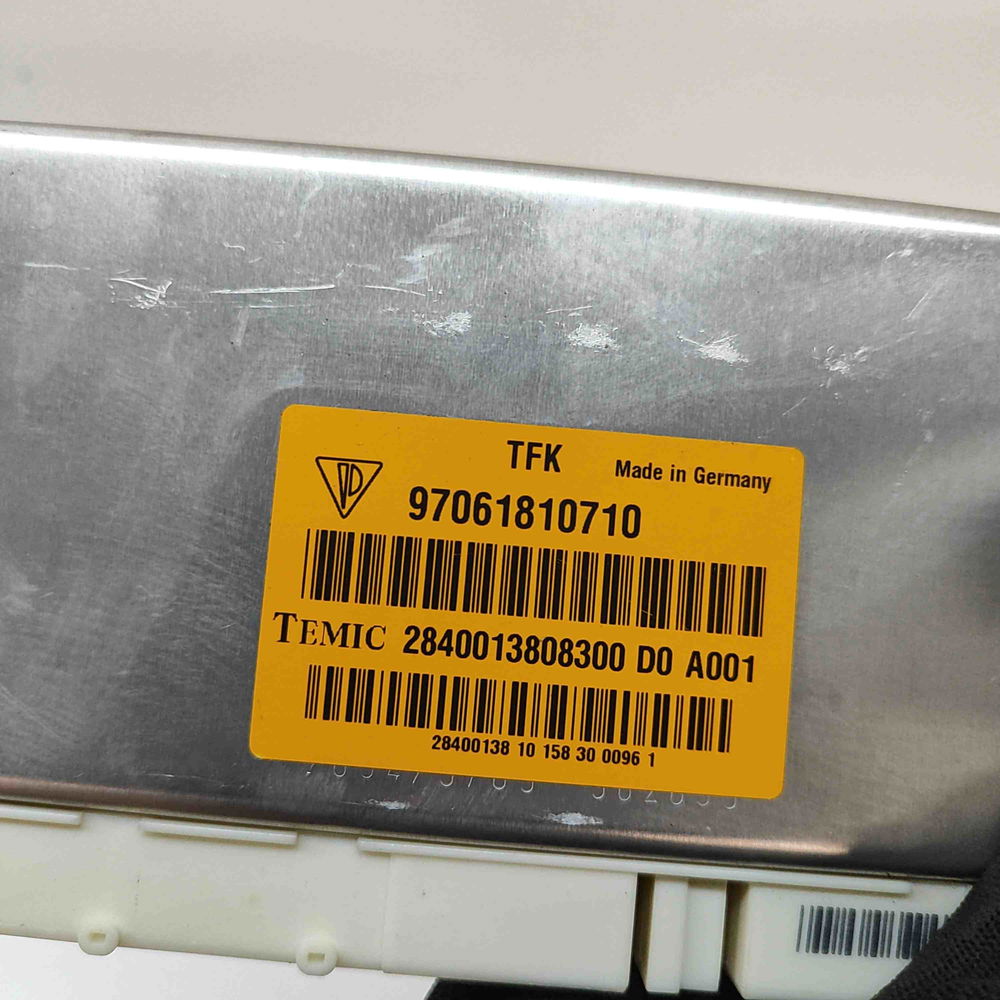 TFK
Made in Germany
97061810710
TEMIC 2840013808300 D0 A001
28400138 10 158 30 0096 1